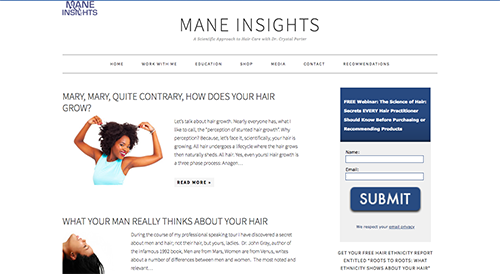 MANE
INSIGHTS
MANE INSIGHTS
A Scientific Approach to Hair Care with Dr. Crystal Porter
HOME WORK WITH ME EDUCATION SHOP MEDIA CONTACT RECOMMENDATIONS
MARY, MARY, QUITE CONTRARY, HOW DOES YOUR HAIR
GROW?
Let's talk about hair growth. Nearly everyone has, what I
like to call, the "perception of stunted hair growth". Why
perception? Because, let's face it, scientifically, your hair is
growing. All hair undergoes a lifecycle where the hair grows
then naturally sheds. All hair. Yes, even yours! Hair growth is
a three phase process. Anagen...
READ MORE »
WHAT YOUR MAN REALLY THINKS ABOUT YOUR HAIR
During the course of my professional speaking tour I have discovered a secret
about men and hair, not their hair, but yours, ladies. Dr. John Gray, author of
the infamous 1992 book, Men are from Mars, Women are from Venus, writes
about a number of differences between men and women. The most noted and
relevant...
FREE Webinar: The Science of Hair:
Secrets EVERY Hair Practitioner
Should Know Before Purchasing or
Recommending Products
Name:
Email:
SUBMIT
We respect your email privacy
GET YOUR FREE HAIR ETHNICITY REPORT
ENTITLED "ROOTS TO ROOTS: WHAT
ETHNICITY SHOWS ABOUT YOUR HAIR"